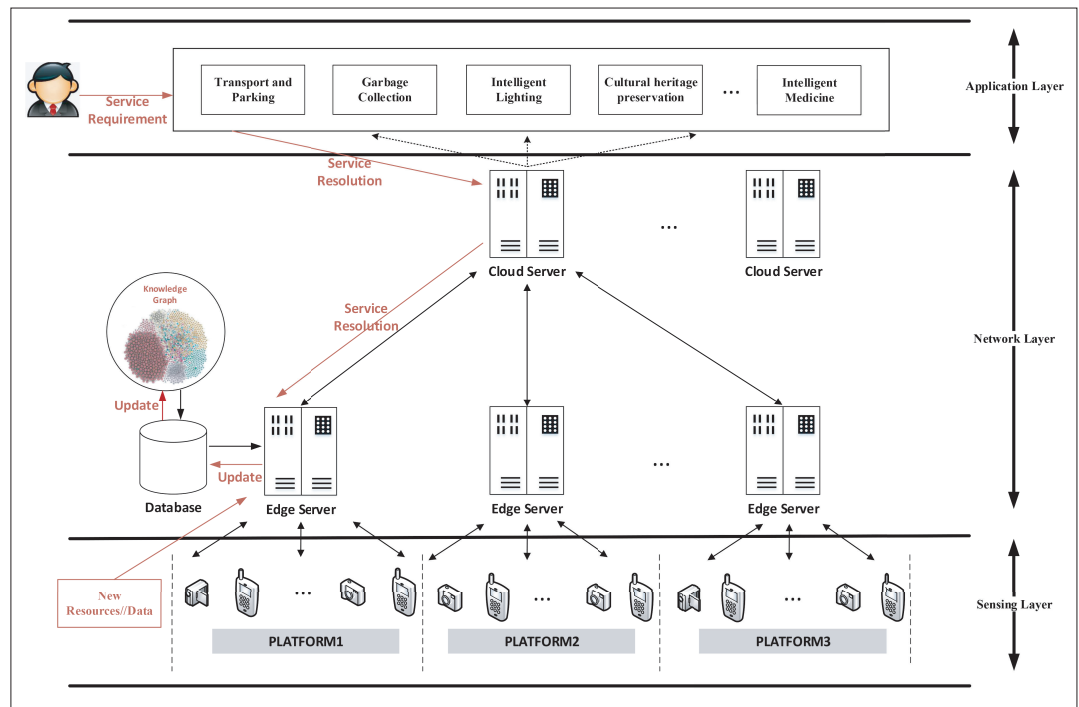 Transport and
Parking
Garbage
Collection
Intelligent
Lighting
Cultural heritage
preservation
...
Intelligent
Medicine
Application Layer
Service
Requirement
Service
Resolution
...
Cloud Server
Cloud Server
Knowledge
Graph
Service
Resolution
Network Layer
Update
...
Update
Database
Edge Server
Edge Server
Edge Server
New
Resources//Data
...
...
...
Sensing Layer
PLATFORM1
PLATFORM2
PLATFORM3